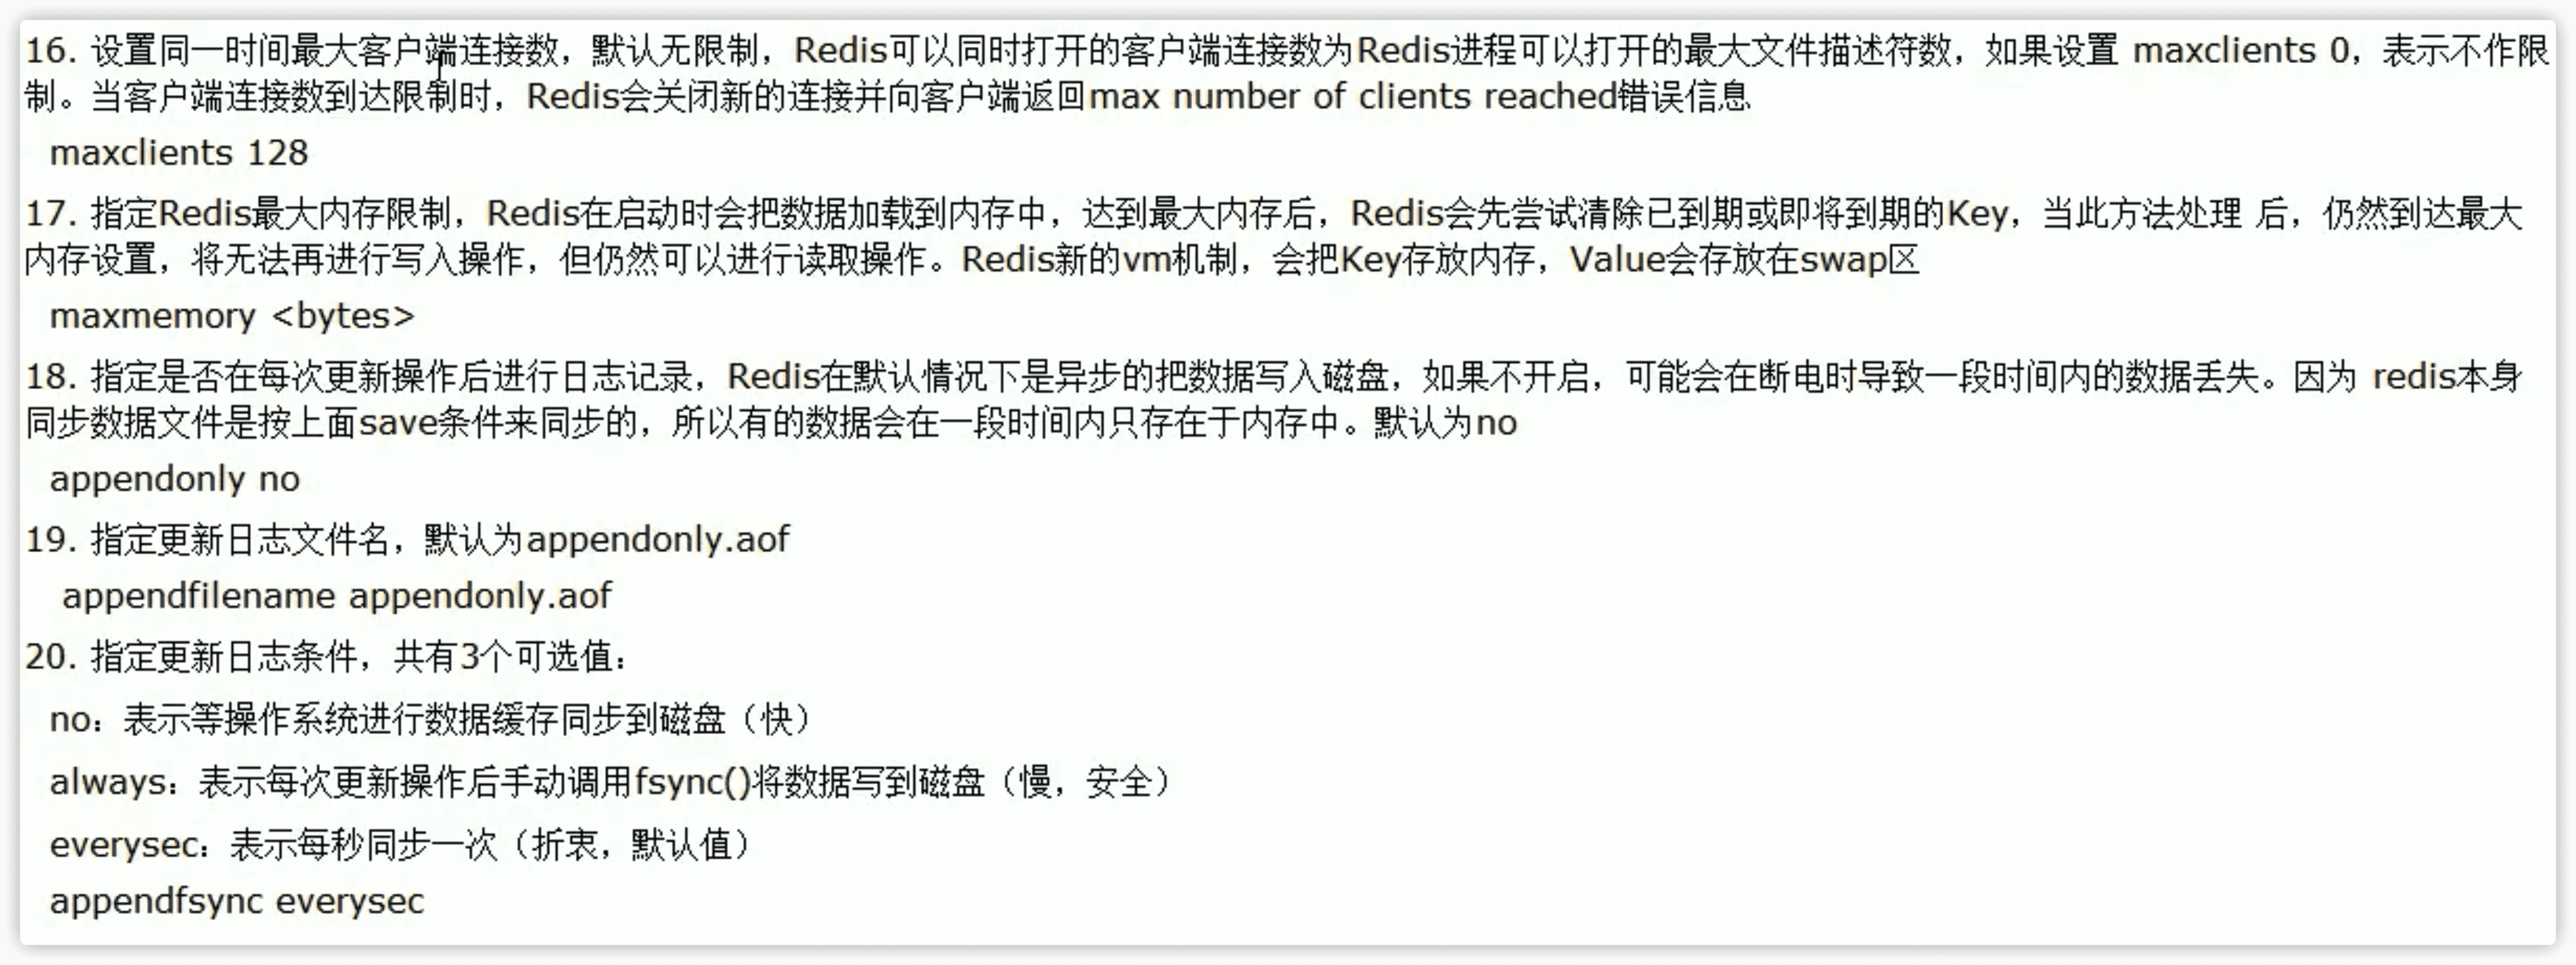 16. 设置同一时间最大客户端连接数，默认无限制，Redis可以同时打开的客户端连接数为Redis进程可以打开的最大文件描述符数，如果设置 maxclients 0，表示不作限
制。当客户端连接数到达限制时，Redis会关闭新的连接并向客户端返回max number of clients reached错误信息
maxclients 128
17. 指定Redis最大内存限制，Redis在启动时会把数据加载到内存中，达到最大内存后，Redis会先尝试清除已到期或即将到期的Key，当此方法处理 后，仍然到达最大
内存设置，将无法再进行写入操作，但仍然可以进行读取操作。Redis新的vm机制，会把Key存放内存，Value会存放在swap区
maxmemory <bytes>
18. 指定是否在每次更新操作后进行日志记录，Redis在默认情况下是异步的把数据写入磁盘，如果不开启，可能会在断电时导致一段时间内的数据丢失。因为 redis本身
同步数据文件是按上面save条件来同步的，所以有的数据会在一段时间内只存在于内存中。默认为no
appendonly no
19. 指定更新日志文件名，默认为appendonly.aof
appendfilename appendonly.aof
20. 指定更新日志条件，共有3个可选值：
no：表示等操作系统进行数据缓存同步到磁盘（快）
always：表示每次更新操作后手动调用fsync()将数据写到磁盘（慢，安全）
everysec：表示每秒同步一次（折衷，默认值）
appendfsync everysec